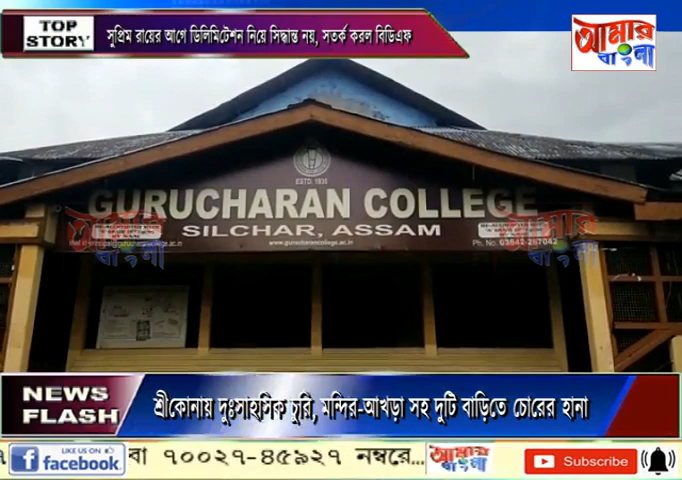 TOP STORY
সুপ্রিম রায়ের আগে ডিলিমিটেশন নিয়ে সিদ্ধান্ত নয়, সতর্ক করল বিডিএফ
আমার বাংলা
ESTD. 1935
GURUCHARAN COLLEGE
SILCHAR, ASSAM
www.gurucharancollege.ac.in
Ph. No. 03842-267042
আমার বাংলা
আমার বাংলা
NEWS FLASH
শ্রীকোনায় দুঃসাহসিক চুরি, মন্দির-আখড়া সহ দুটি বাড়িতে চোরের হানা
LIKE US ON
facebook
বা ৭০০২৭-৪৫৯২৭ নম্বরে...
আমার বাংলা
Subscribe